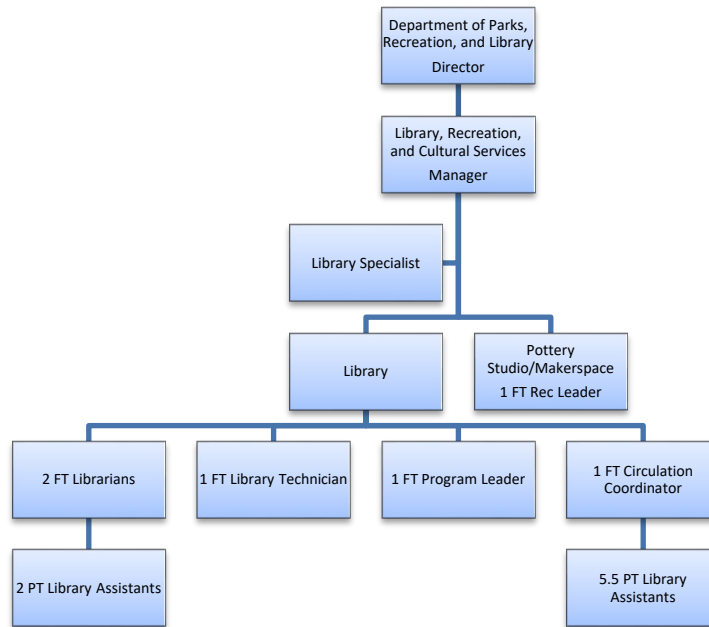 Department of Parks,
Recreation, and Library
Director
Library, Recreation,
and Cultural Services
Manager
Library Specialist
Library
Pottery
Studio/Makerspace
1 FT Rec Leader
2 FT Librarians
1 FT Library Technician
1 FT Program Leader
1 FT Circulation
Coordinator
2 PT Library Assistants
5.5 PT Library
Assistants